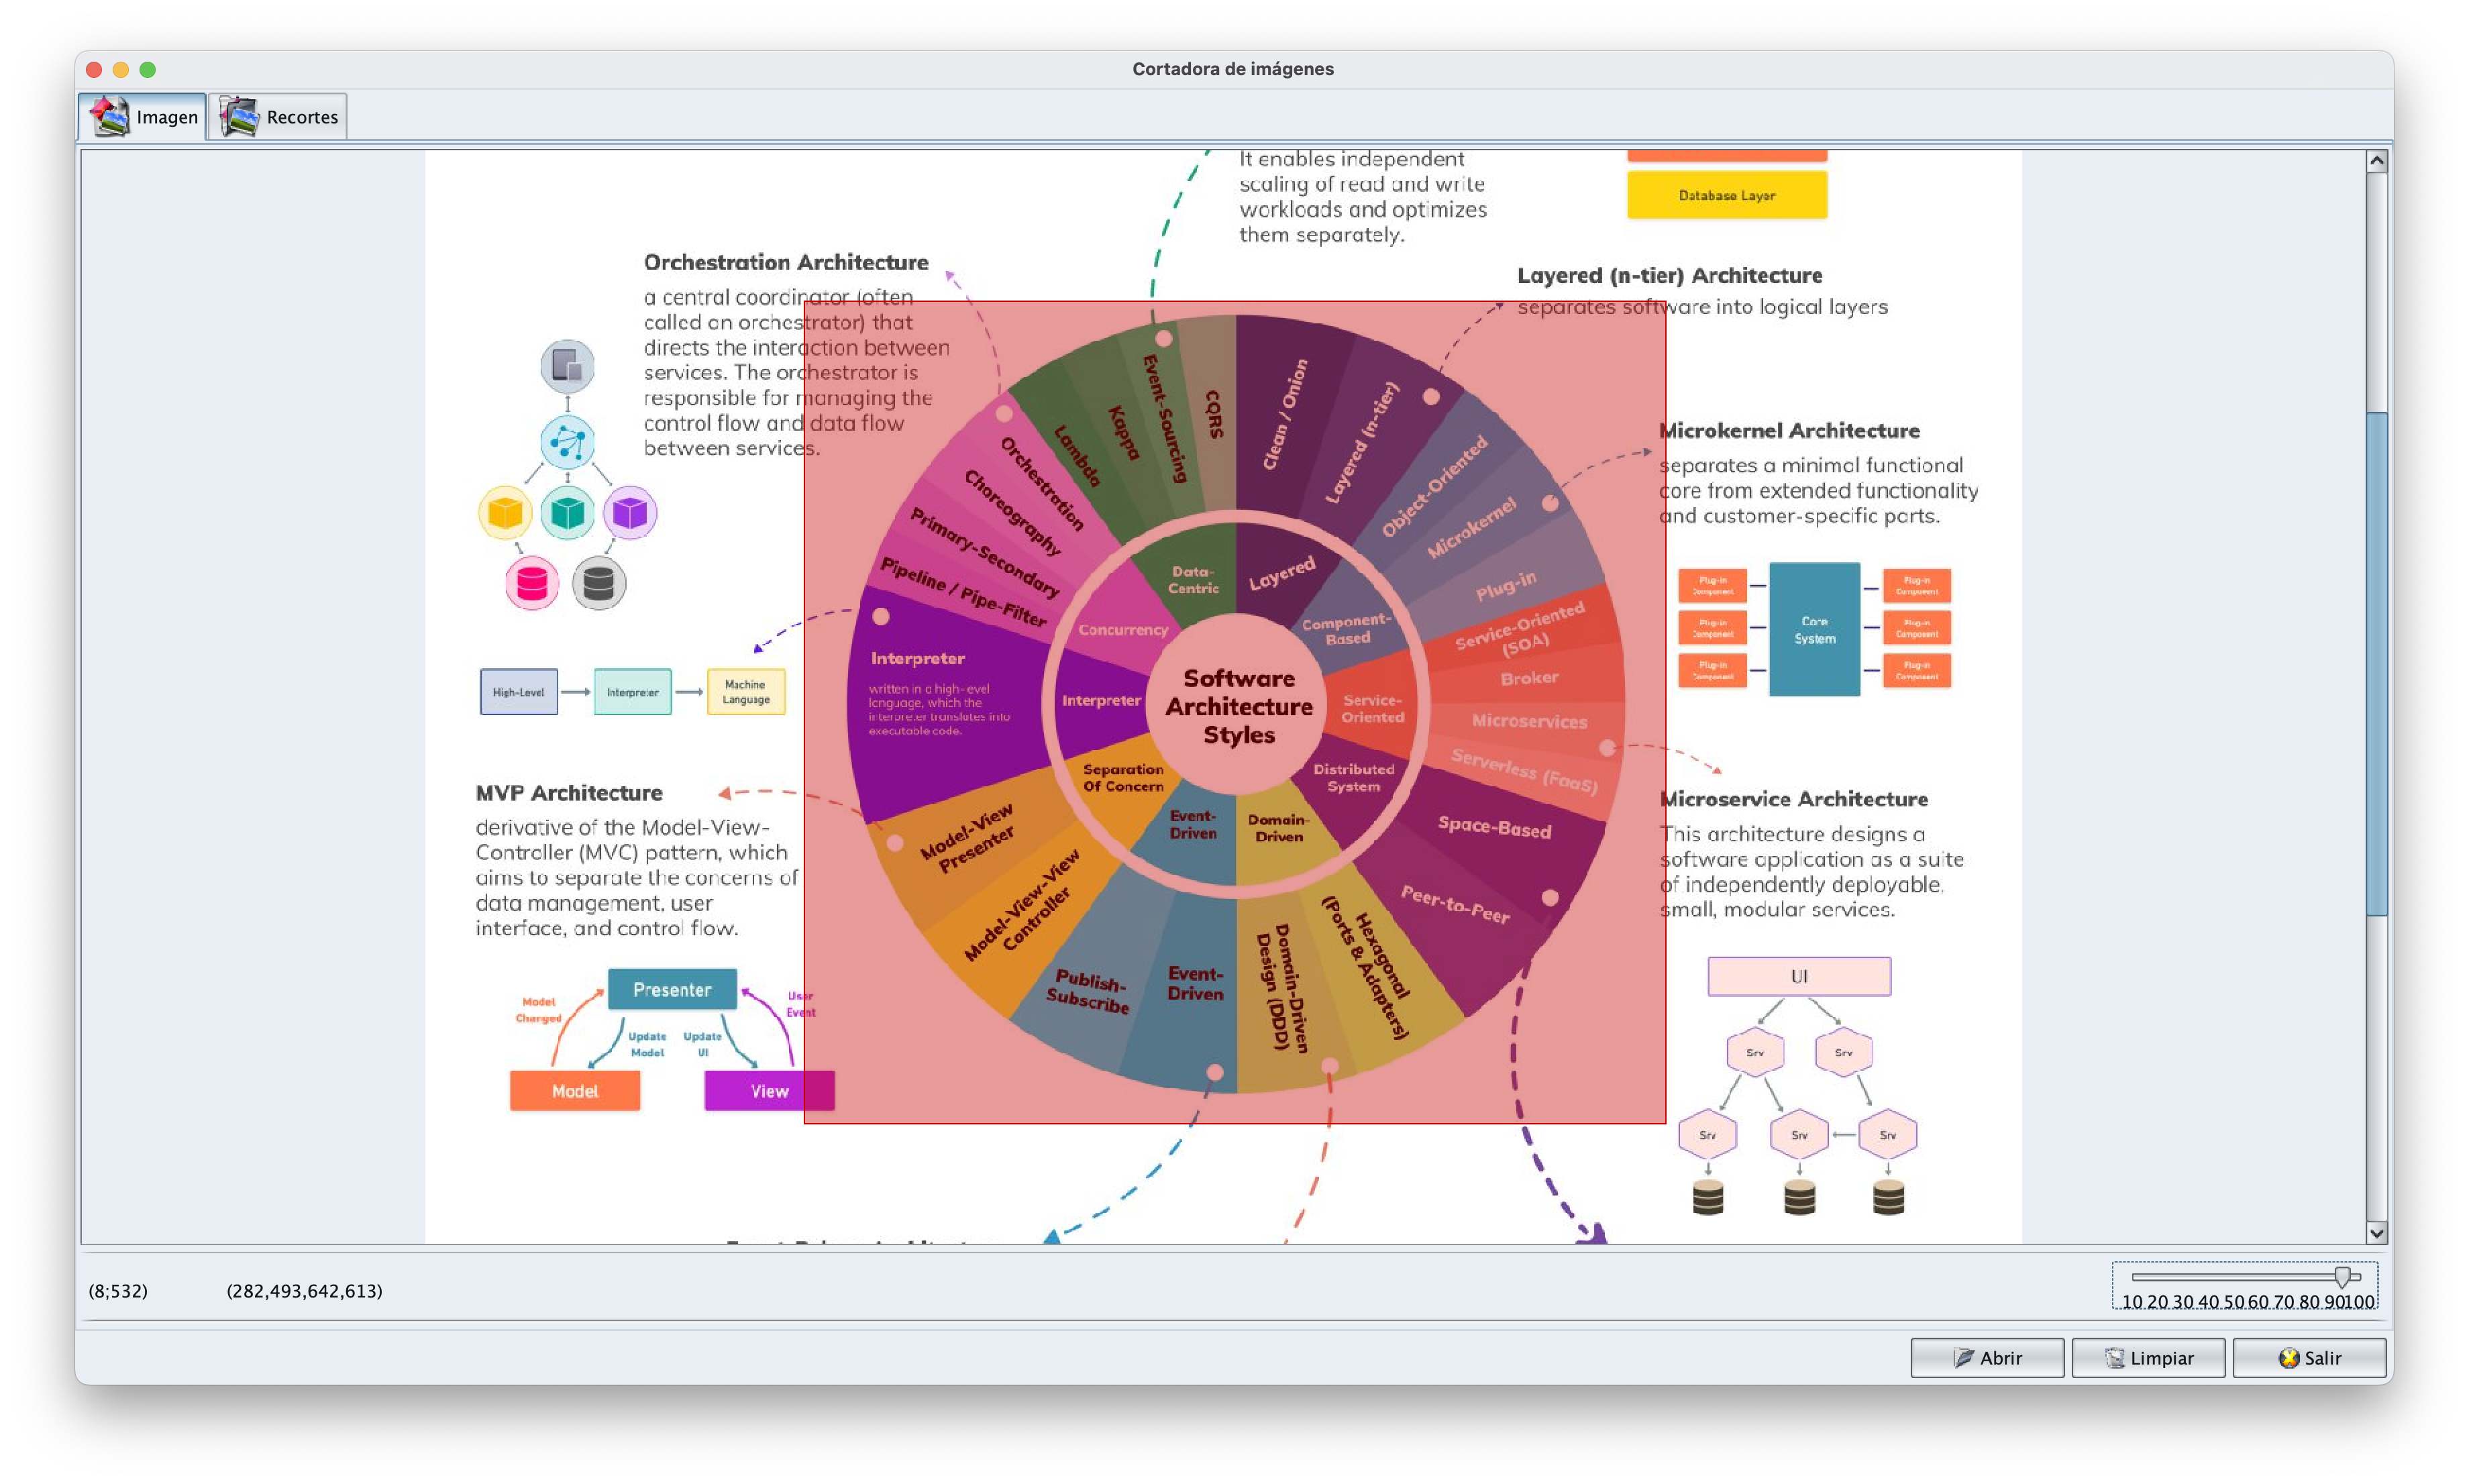 Cortadora de imágenes
Imagen
Recortes
It enables independent
scaling of read and write
workloads and optimizes
them separately.
Database Layer
Orchestration Architecture
a central coordinator (often
called an orchestrator) that
directs the interaction between
services. The orchestrator is
responsible for managing the
control flow and data flow
between services.
Layered (n-tier) Architecture
separates software into logical layers
Microkernel Architecture
separates a minimal functional
core from extended functionality
and customer-specific parts.
Plug-in
Component
Plug-in
Component
Plug-in
Component
Core
System
Plug-in
Component
Plug-in
Component
Plug-in
Component
High-Level
Interpreter
Machine
Language
Lambda
Kappa
Event-Sourcing
CQRS
Clean / Onion
Layered (n-tier)
Object-Oriented
Microkernel
Plug-in
Service-Oriented
(SOA)
Broker
Microservices
Serverless (FaaS)
Space-Based
Peer-to-Peer
Hexagonal
(Ports & Adapters)
Domain-Driven
Design (DDD)
Event-
Driven
Publish-
Subscribe
Model-View-View
Controller
Model-View
Presenter
Interpreter
written in a high-evel
language, which the
interpreter translates into
executable code.
Pipeline / Pipe-Filter
Primary-Secondary
Choreography
Orchestration
Data-
Centric
Layered
Component-
Based
Service-
Oriented
Distributed
System
Domain-
Driven
Event-
Driven
Separation
Of Concern
Interpreter
Concurrency
Software
Architecture
Styles
MVP Architecture
derivative of the Model-View-
Controller (MVC) pattern, which
aims to separate the concerns of
data management, user
interface, and control flow.
Presenter
Model
Changed
User
Event
Update
Model
Update
UI
Model
View
Microservice Architecture
This architecture designs a
software application as a suite
of independently deployable,
small, modular services.
UI
Srv
Srv
Srv
Srv
Srv
(8;532)
(282,493,642,613)
10 20 30 40 50 60 70 80 90 100
Abrir
Limpiar
Salir